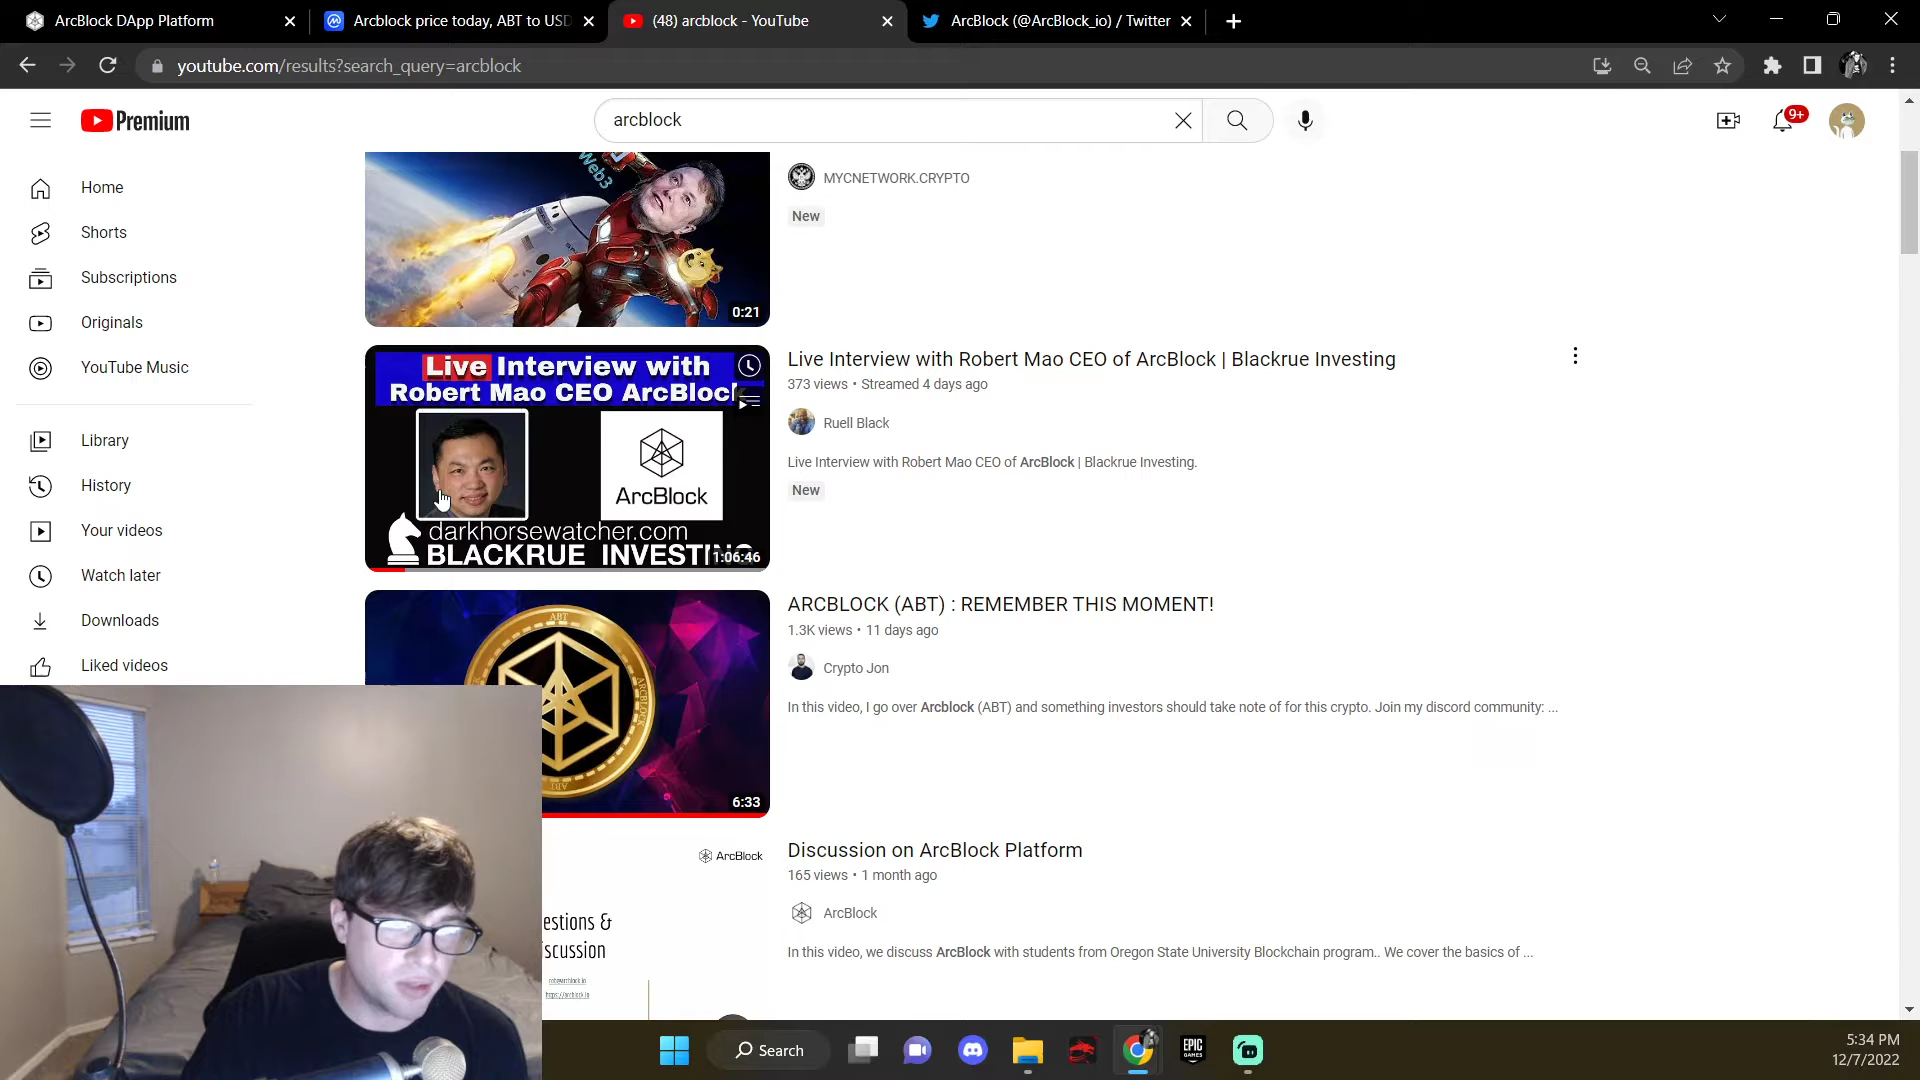 ArcBlock DApp Platform
Arcblock price today, ABT to USD
(48) arcblock - YouTube
ArcBlock (@ArcBlock_io) / Twitter
youtube.com/results?search_query=arcblock
Premium
arcblock
9+
Home
Shorts
Subscriptions
Originals
YouTube Music
Library
History
Your videos
Watch later
Downloads
Liked videos
Web3
0:21
MYCNETWORK.CRYPTO
New
Live Interview with
Robert Mao CEO ArcBlock
ArcBlock
darkhorsewatcher.com
BLACKRUE INVESTING
1:06:46
Live Interview with Robert Mao CEO of ArcBlock | Blackrue Investing
373 views • Streamed 4 days ago
Ruell Black
Live Interview with Robert Mao CEO of ArcBlock | Blackrue Investing.
New
ABT
ARCBLOCK
ABT
6:33
ARCBLOCK (ABT) : REMEMBER THIS MOMENT!
1.3K views • 11 days ago
Crypto Jon
In this video, I go over Arcblock (ABT) and something investors should take note of for this crypto. Join my discord community: ...
ArcBlock
estions &
scussion
https://arcblock.io
Discussion on ArcBlock Platform
165 views • 1 month ago
ArcBlock
In this video, we discuss ArcBlock with students from Oregon State University Blockchain program.. We cover the basics of ...
Search
EPIC
GAMES
5:34 PM
12/7/2022